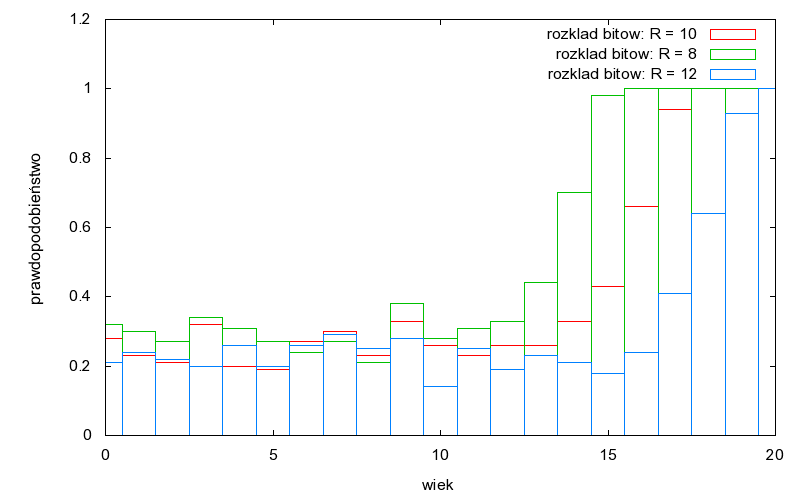 1.2
1
0.8
0.6
0.4
0.2
0
0
5
10
15
20
prawdopodobieństwo
wiek
rozklad bitow: R = 10
rozklad bitow: R = 8
rozklad bitow: R = 12